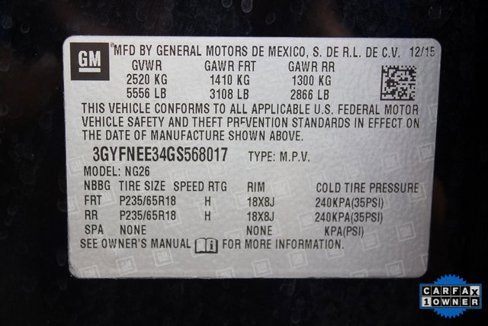 GM
MFD BY GENERAL MOTORS DE MEXICO, S. DE R.L. DE C.V. 12/15
GVWR GAWR FRT GAWR RR
2520 KG 1410 KG 1300 KG
5556 LB 3108 LB 2866 LB
THIS VEHICLE CONFORMS TO ALL APPLICABLE U.S. FEDERAL MOTOR
VEHICLE SAFETY AND THEFT PREVENTION STANDARDS IN EFFECT ON THE
DATE OF MANUFACTURE SHOWN ABOVE.
3GYFNEE34GS568017 TYPE: M.P.V.
MODEL: NG26
NBBG TIRE SIZE SPEED RTG RIM COLD TIRE PRESSURE
FRT P235/65R18 H 18X8J 240KPA(35PSI)
RR P235/65R18 H 18X8J 240KPA(35PSI)
SPA NONE NONE KPA(PSI)
SEE OWNER'S MANUAL FOR MORE INFORMATION
CARFAX
1 OWNER